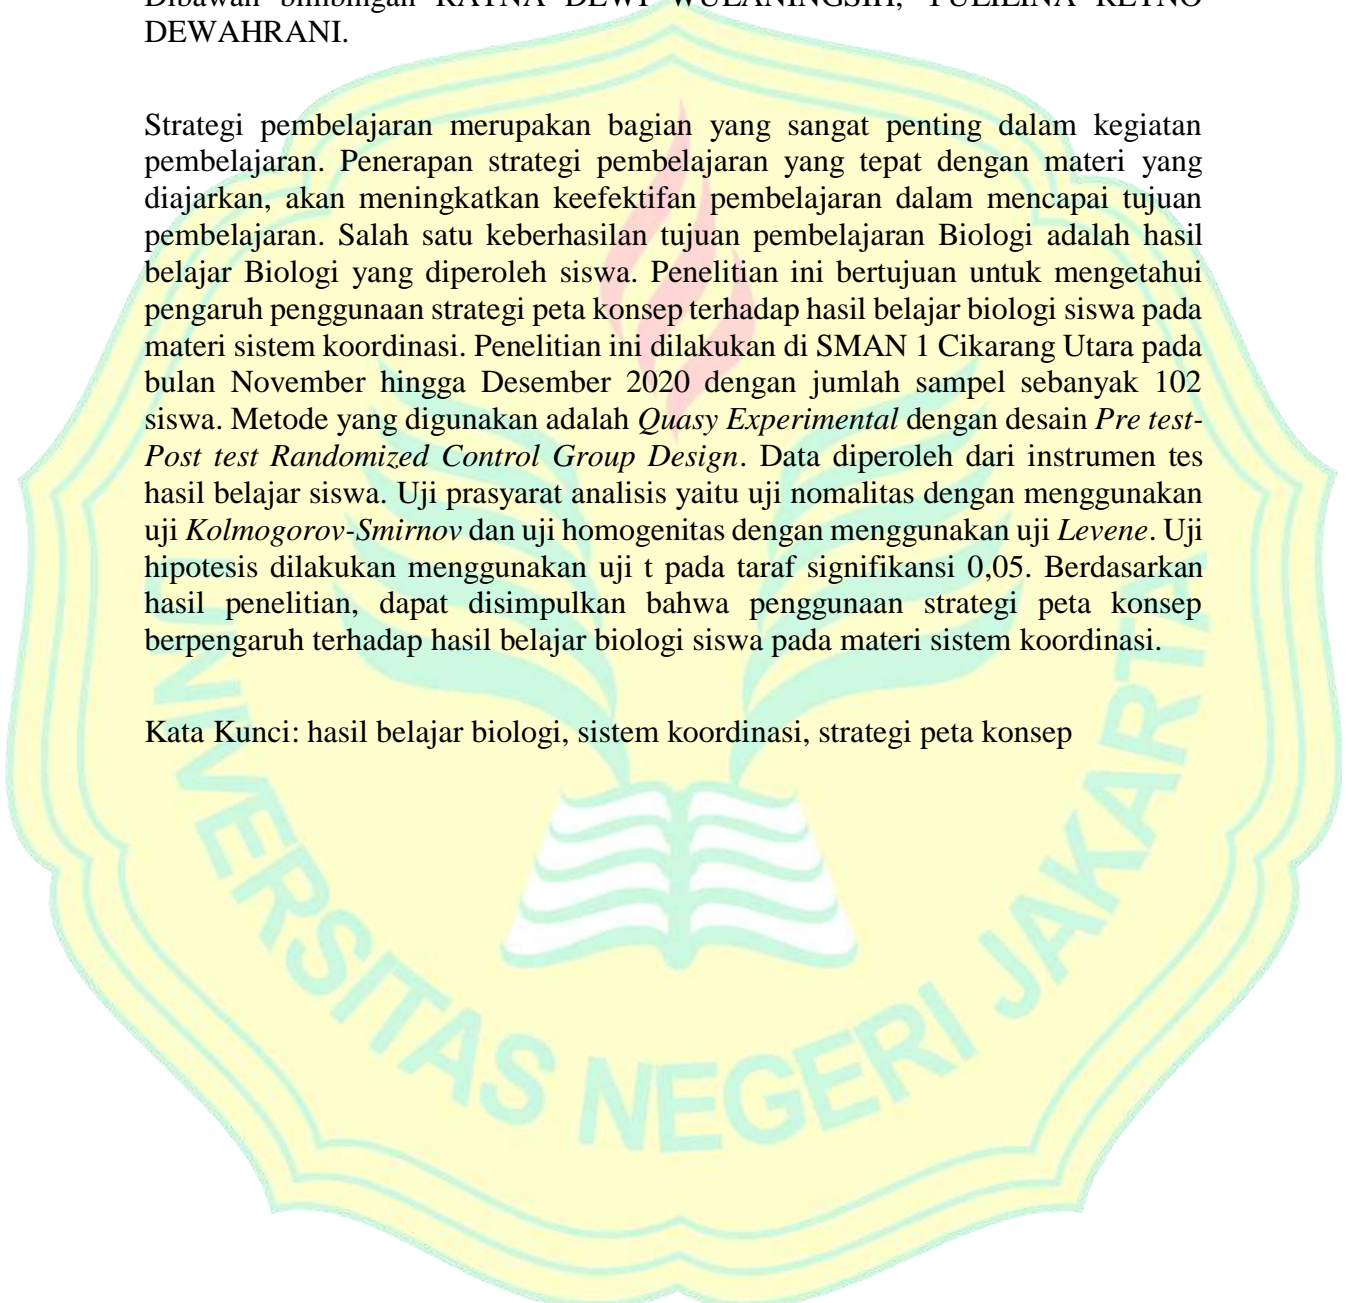 Dibawah bimbingan RATNA DEWI WULANINGSIH,
DEWAHRANI.
Strategi pembelajaran merupakan bagian yang sangat penting dalam kegiatan
pembelajaran. Penerapan strategi pembelajaran yang tepat dengan materi yang
diajarkan, akan meningkatkan keefektifan pembelajaran dalam mencapai tujuan
pembelajaran. Salah satu keberhasilan tujuan pembelajaran Biologi adalah hasil
belajar Biologi yang diperoleh siswa. Penelitian ini bertujuan untuk mengetahui
pengaruh penggunaan strategi peta konsep terhadap hasil belajar biologi siswa pada
materi sistem koordinasi. Penelitian ini dilakukan di SMAN 1 Cikarang Utara pada
bulan November hingga Desember 2020 dengan jumlah sampel sebanyak 102
siswa. Metode yang digunakan adalah Quasy Experimental dengan desain Pre test-
Post test Randomized Control Group Design. Data diperoleh dari instrumen tes
hasil belajar siswa. Uji prasyarat analisis yaitu uji nomalitas dengan menggunakan
uji Kolmogorov-Smirnov dan uji homogenitas dengan menggunakan uji Levene. Uji
hipotesis dilakukan menggunakan uji t pada taraf signifikansi 0,05. Berdasarkan
hasil penelitian, dapat disimpulkan bahwa penggunaan strategi peta konsep
berpengaruh terhadap hasil belajar biologi siswa pada materi sistem koordinasi.
Kata Kunci: hasil belajar biologi, sistem koordinasi, strategi peta konsep
UNIVERSITAS NEGERI JAKARTA